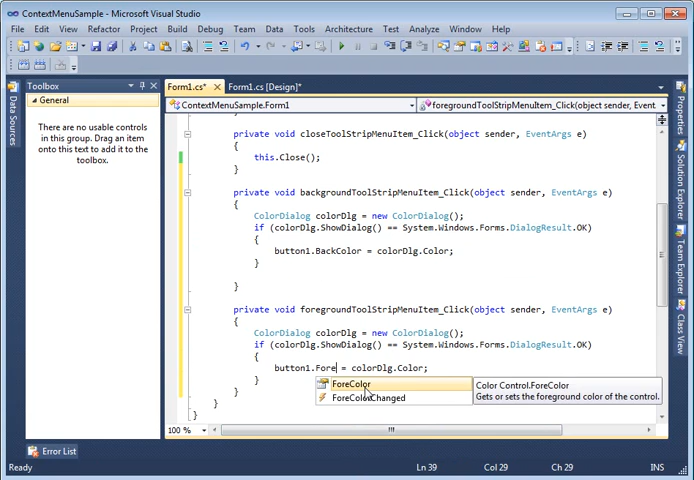 ContextMenuSample - Microsoft Visual Studio
File Edit View Refactor Project Build Debug Team Data Tools Architecture Test Analyze Window Help
Toolbox
General
There are no usable controls
in this group. Drag an item
onto this text to add it to the
toolbox.
Data Sources
Form1.cs* Form1.cs [Design]*
ContextMenuSample.Form1 foregroundToolStripMenuItem_Click(object sender, EventArgs e)
private void closeToolStripMenuItem_Click(object sender, EventArgs e)
{
this.Close();
}
private void backgroundToolStripMenuItem_Click(object sender, EventArgs e)
{
ColorDialog colorDlg = new ColorDialog();
if (colorDlg.ShowDialog() == System.Windows.Forms.DialogResult.OK)
{
button1.BackColor = colorDlg.Color;
}
}
private void foregroundToolStripMenuItem_Click(object sender, EventArgs e)
{
ColorDialog colorDlg = new ColorDialog();
if (colorDlg.ShowDialog() == System.Windows.Forms.DialogResult.OK)
{
button1.Fore = colorDlg.Color;
}
}
}
}
ForeColor
ForeColorChanged
Color Control.ForeColor
Gets or sets the foreground color of the control.
Properties
Solution Explorer
Team Explorer
Class View
100 %
Error List
Ready Ln 39 Col 29 Ch 29 INS